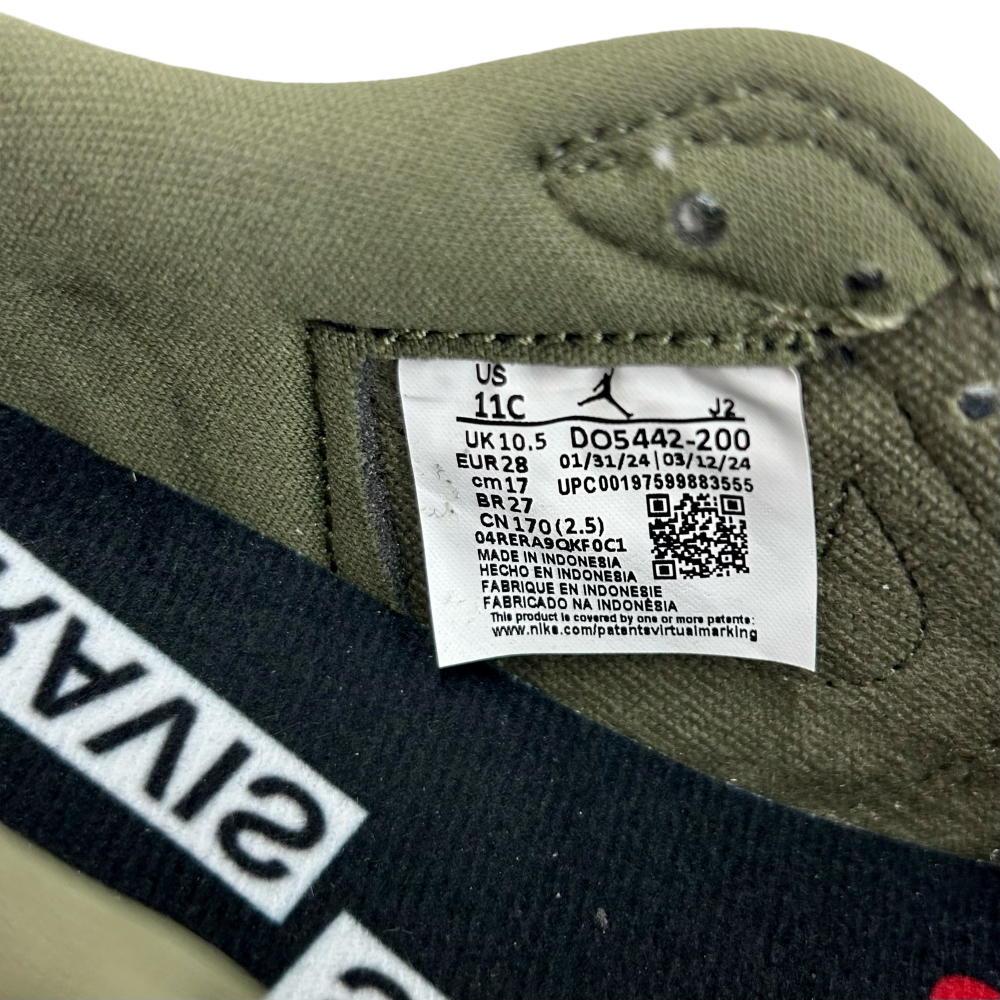 US
11C
J2
UK 10.5 DO5442-200
EUR 28 01/31/24 | 03/12/24
cm 17 UPC00197599883555
BR 27
CN 170 (2.5)
04RERA9QKF0C1
MADE IN INDONESIA
HECHO EN INDONESIA
FABRIQUE EN INDONESIE
FABRICADO NA INDONÉSIA
This product is covered by one or more patents:
www.nike.com/patentsvirtualmarking
TRAVIS